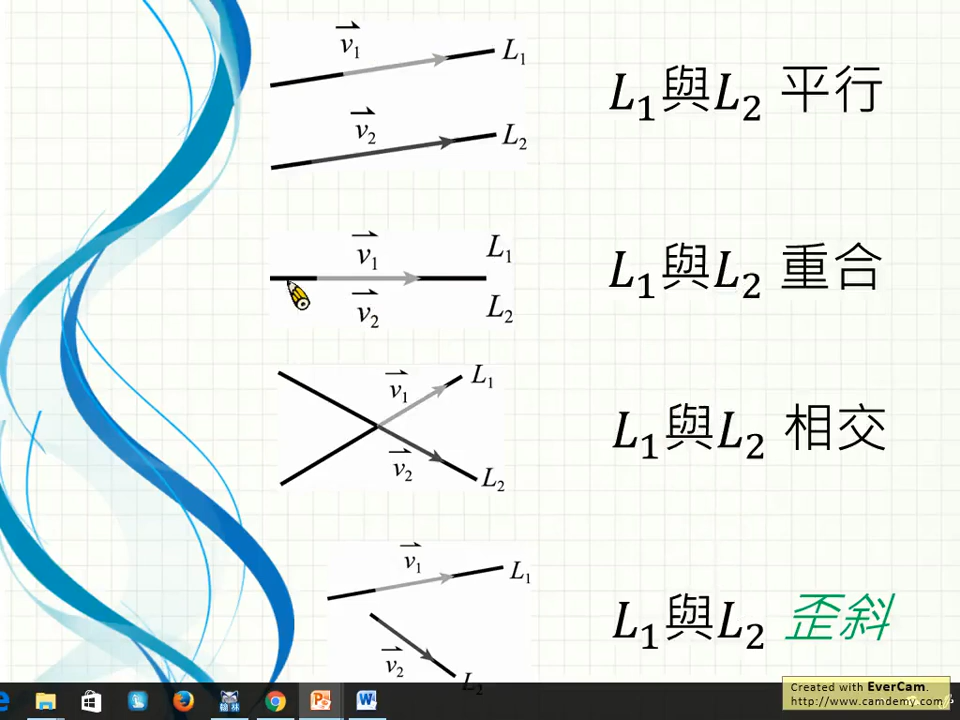 v₁
L₁
L₁與L₂ 平行
v₂
L₂
v₁
L₁
L₁與L₂ 重合
v₂
L₂
v₁
L₁
L₁與L₂ 相交
v₂
L₂
v₁
L₁
L₁與L₂ 歪斜
v₂
L₂
翰林
Created with EverCam.
http://www.camdemy.com